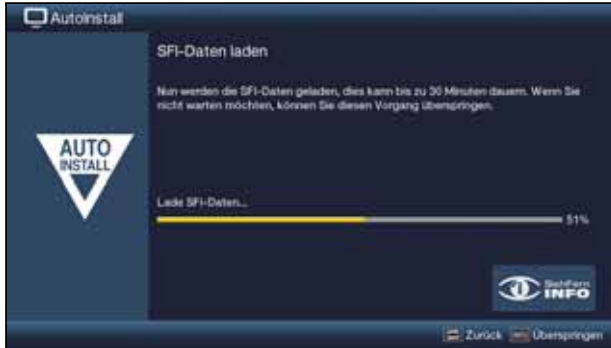 AutoInstall
SFI-Daten laden
Nun werden die SFI-Daten geladen, dies kann bis zu 30 Minuten dauern. Wenn Sie
nicht warten möchten, können Sie diesen Vorgang überspringen.
AUTO
INSTALL
Lade SFI-Daten...
51%
SiehFern
INFO
Zurück
Überspringen